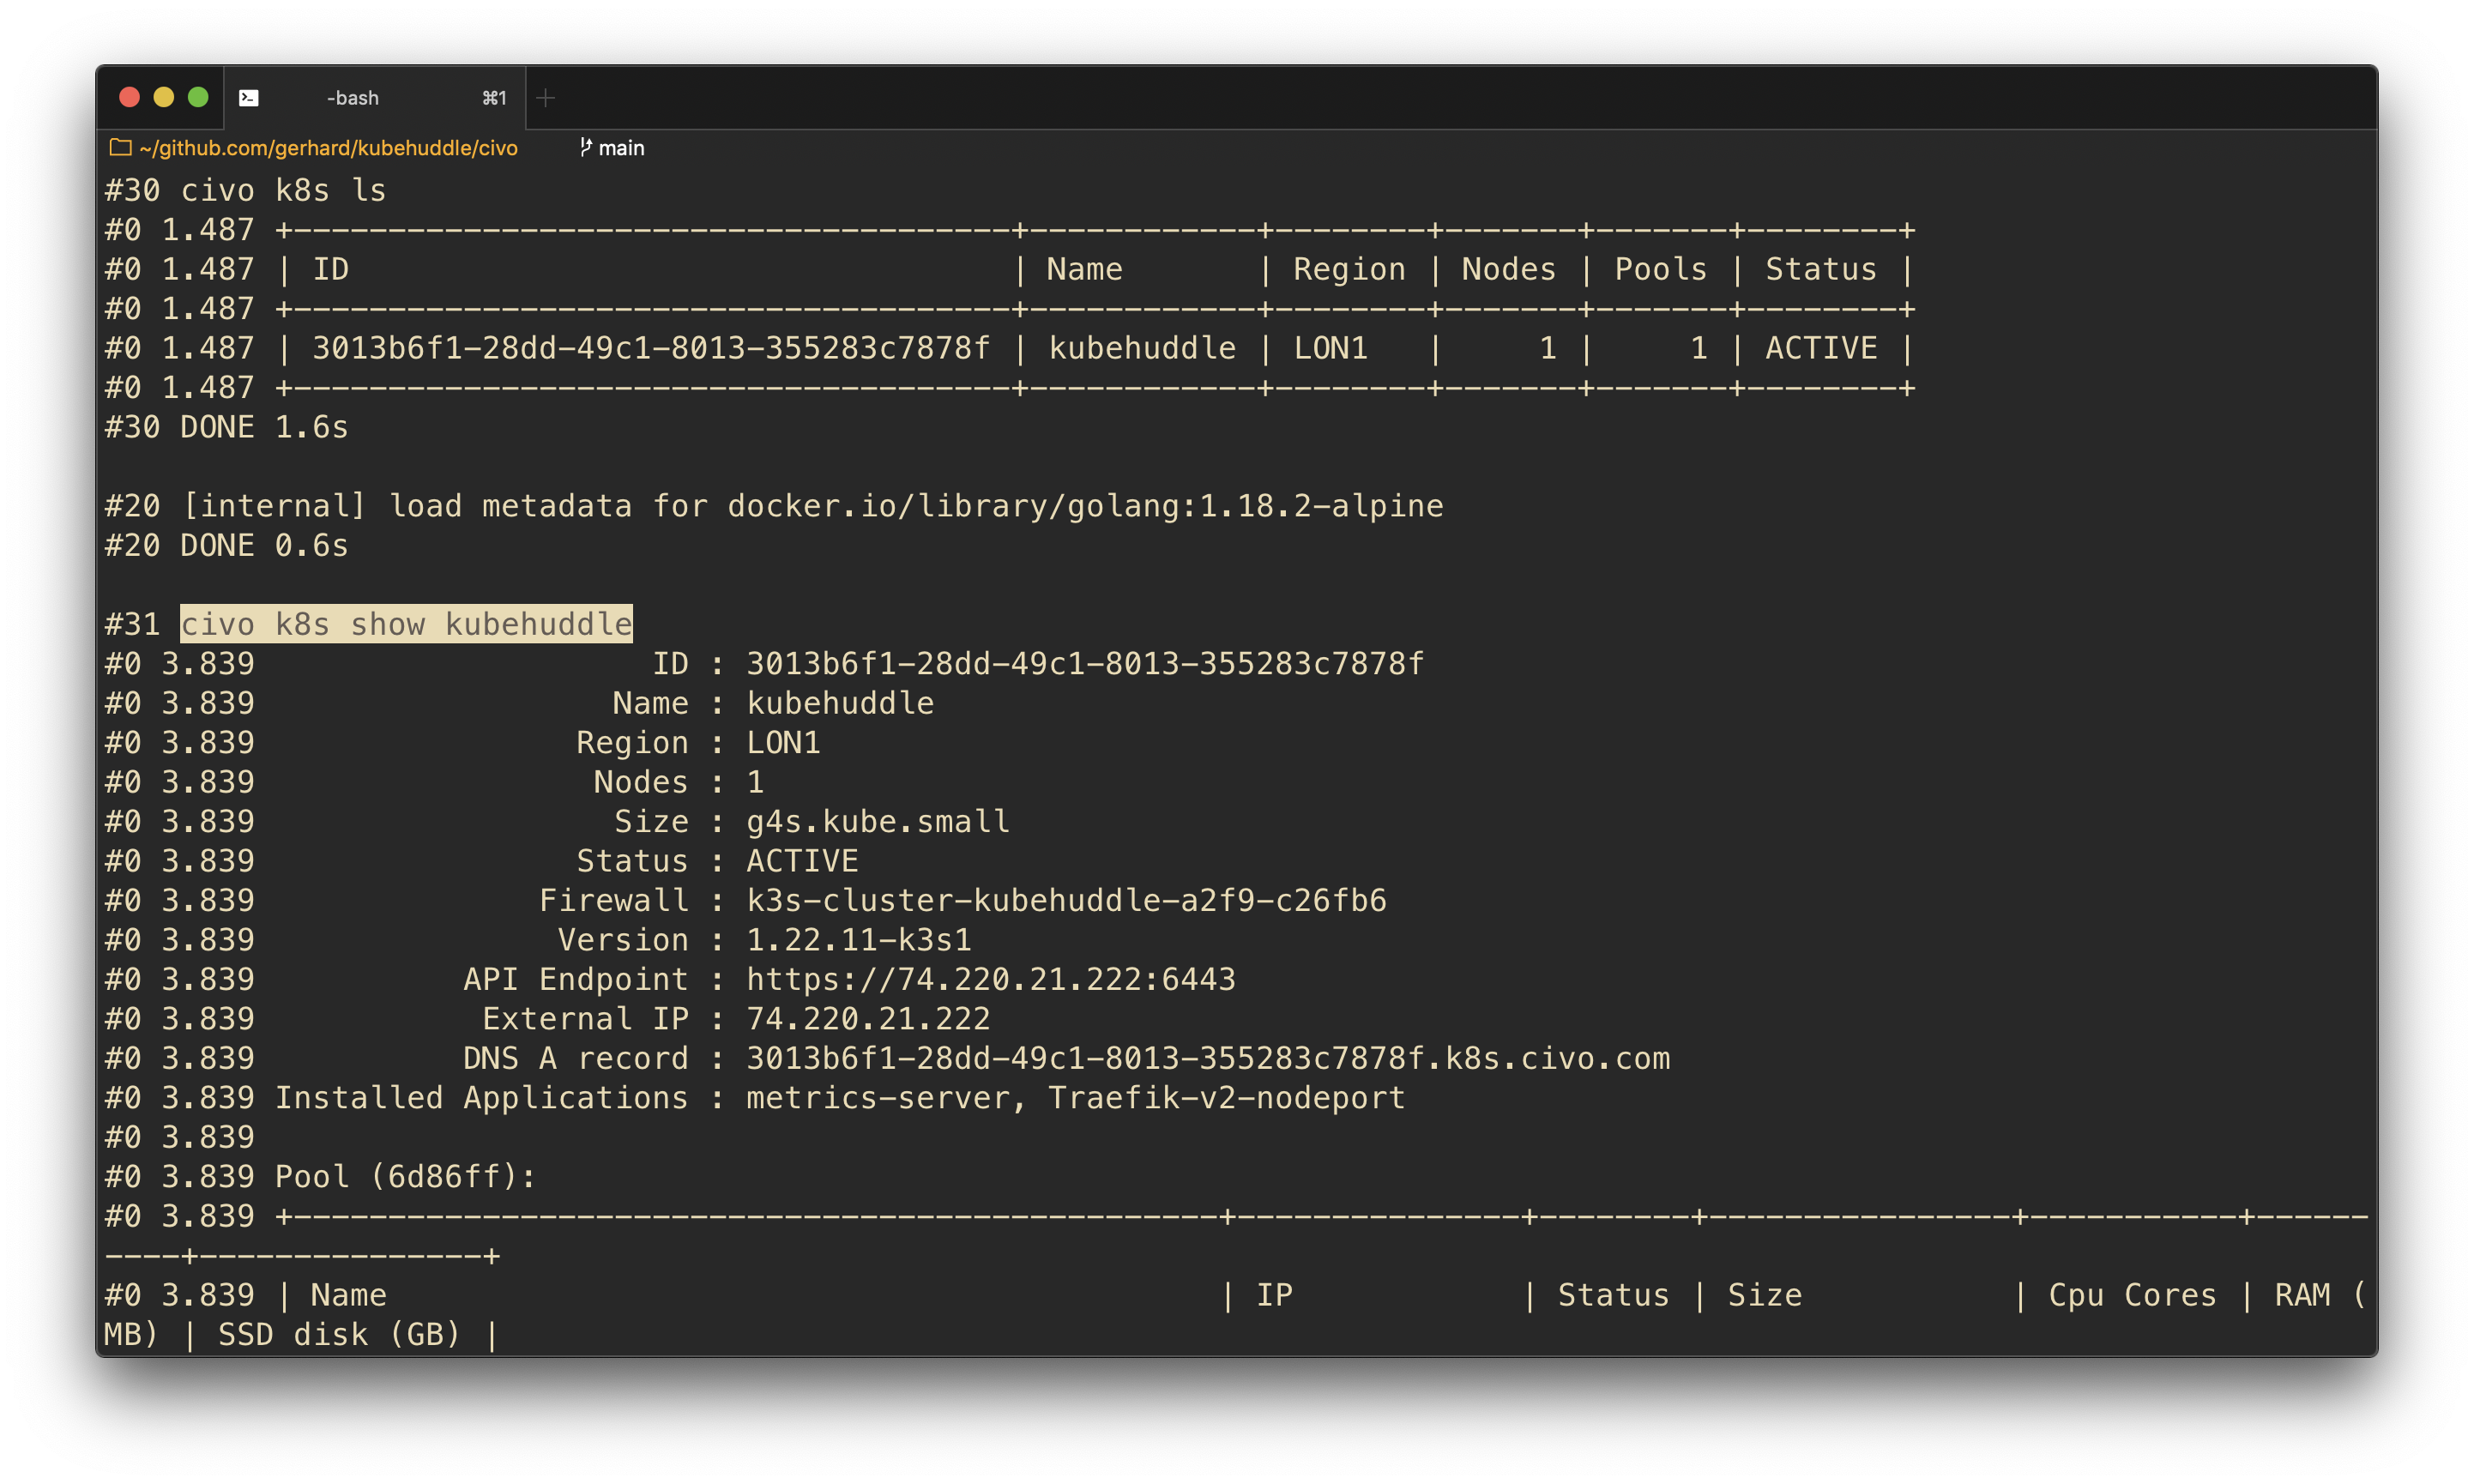 -bash ⌘1 +
~/github.com/gerhard/kubehuddle/civo main
#30 civo k8s ls
#0 1.487 +--------------------------------------+------------+--------+-------+-------+--------+
#0 1.487 | ID                                   | Name       | Region | Nodes | Pools | Status |
#0 1.487 +--------------------------------------+------------+--------+-------+-------+--------+
#0 1.487 | 3013b6f1-28dd-49c1-8013-355283c7878f | kubehuddle | LON1   |     1 |     1 | ACTIVE |
#0 1.487 +--------------------------------------+------------+--------+-------+-------+--------+
#30 DONE 1.6s
#20 [internal] load metadata for docker.io/library/golang:1.18.2-alpine
#20 DONE 0.6s
#31 civo k8s show kubehuddle
#0 3.839                     ID : 3013b6f1-28dd-49c1-8013-355283c7878f
#0 3.839                   Name : kubehuddle
#0 3.839                 Region : LON1
#0 3.839                  Nodes : 1
#0 3.839                   Size : g4s.kube.small
#0 3.839                 Status : ACTIVE
#0 3.839               Firewall : k3s-cluster-kubehuddle-a2f9-c26fb6
#0 3.839                Version : 1.22.11-k3s1
#0 3.839           API Endpoint : https://74.220.21.222:6443
#0 3.839            External IP : 74.220.21.222
#0 3.839           DNS A record : 3013b6f1-28dd-49c1-8013-355283c7878f.k8s.civo.com
#0 3.839 Installed Applications : metrics-server, Traefik-v2-nodeport
#0 3.839
#0 3.839 Pool (6d86ff):
#0 3.839 +-------------------------------------------------+---------------+--------+----------------+-----------+------
----+---------------+
#0 3.839 | Name                                            | IP            | Status | Size           | Cpu Cores | RAM (
MB) | SSD disk (GB) |